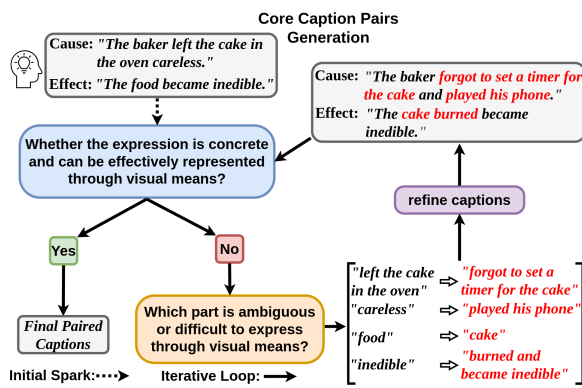 Core Caption Pairs
Generation
Cause: "The baker left the cake in
the oven careless."
Effect: "The food became inedible."
Cause: "The baker forgot to set a timer for
the cake and played his phone."
Effect: "The cake burned became
inedible."
Whether the expression is concrete
and can be effectively represented
through visual means?
refine captions
Yes
No
Final Paired
Captions
Which part is ambiguous
or difficult to express
through visual means?
"left the cake
in the oven"
"forgot to set a
timer for the cake"
"careless"
"played his phone"
"food"
"cake"
"inedible"
"burned and
became inedible"
Initial Spark:
Iterative Loop: